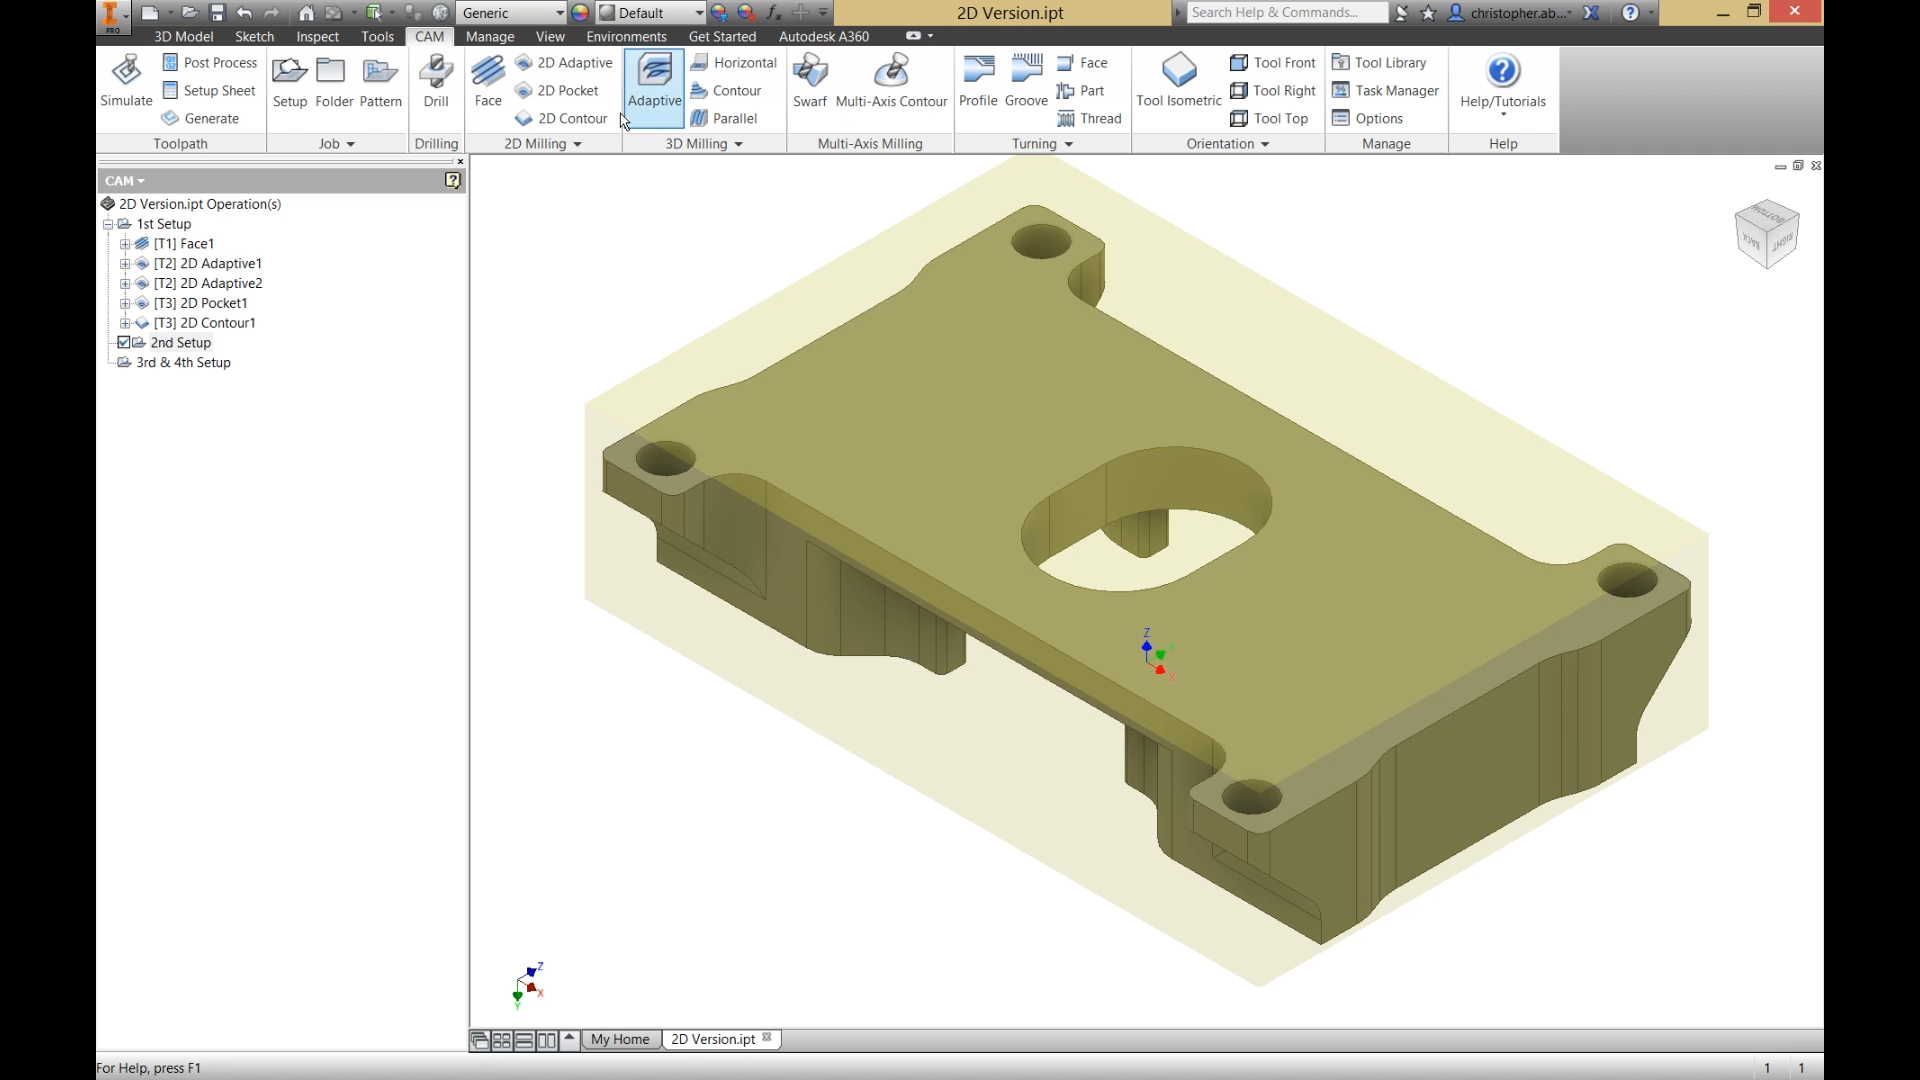 PRO
Generic
Default
2D Version.ipt
Search Help & Commands...
christopher.ab...
3D Model
Sketch
Inspect
Tools
CAM
Manage
View
Environments
Get Started
Autodesk A360
Simulate
Post Process
Setup Sheet
Generate
Toolpath
Setup
Folder
Pattern
Job
Drill
Drilling
Face
2D Adaptive
2D Pocket
2D Contour
2D Milling
Adaptive
Horizontal
Contour
Parallel
3D Milling
Swarf
Multi-Axis Contour
Multi-Axis Milling
Profile
Groove
Face
Part
Thread
Turning
Tool Isometric
Tool Front
Tool Right
Tool Top
Orientation
Tool Library
Task Manager
Options
Manage
Help/Tutorials
Help
CAM
2D Version.ipt Operation(s)
1st Setup
[T1] Face1
[T2] 2D Adaptive1
[T2] 2D Adaptive2
[T3] 2D Pocket1
[T3] 2D Contour1
2nd Setup
3rd & 4th Setup
BOTTOM
BACK
RIGHT
Z
X
Z
X
Y
My Home
2D Version.ipt
For Help, press F1
1
1